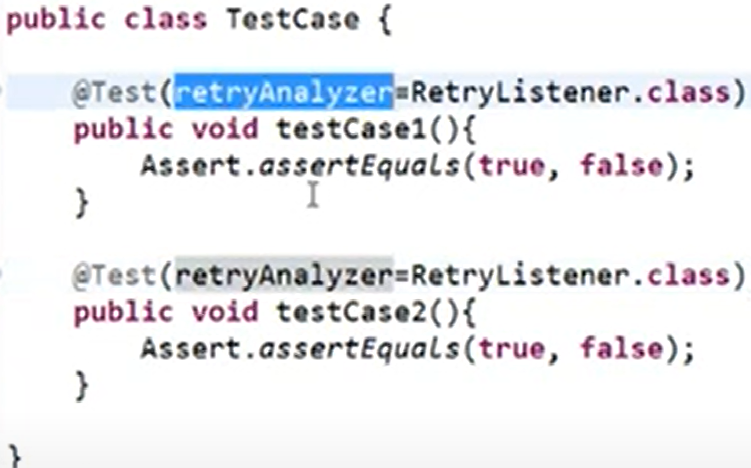 public class TestCase {
@Test(retryAnalyzer=RetryListener.class)
public void testCase1(){
Assert.assertEquals(true, false);
}
@Test(retryAnalyzer=RetryListener.class)
public void testCase2(){
Assert.assertEquals(true, false);
}
}